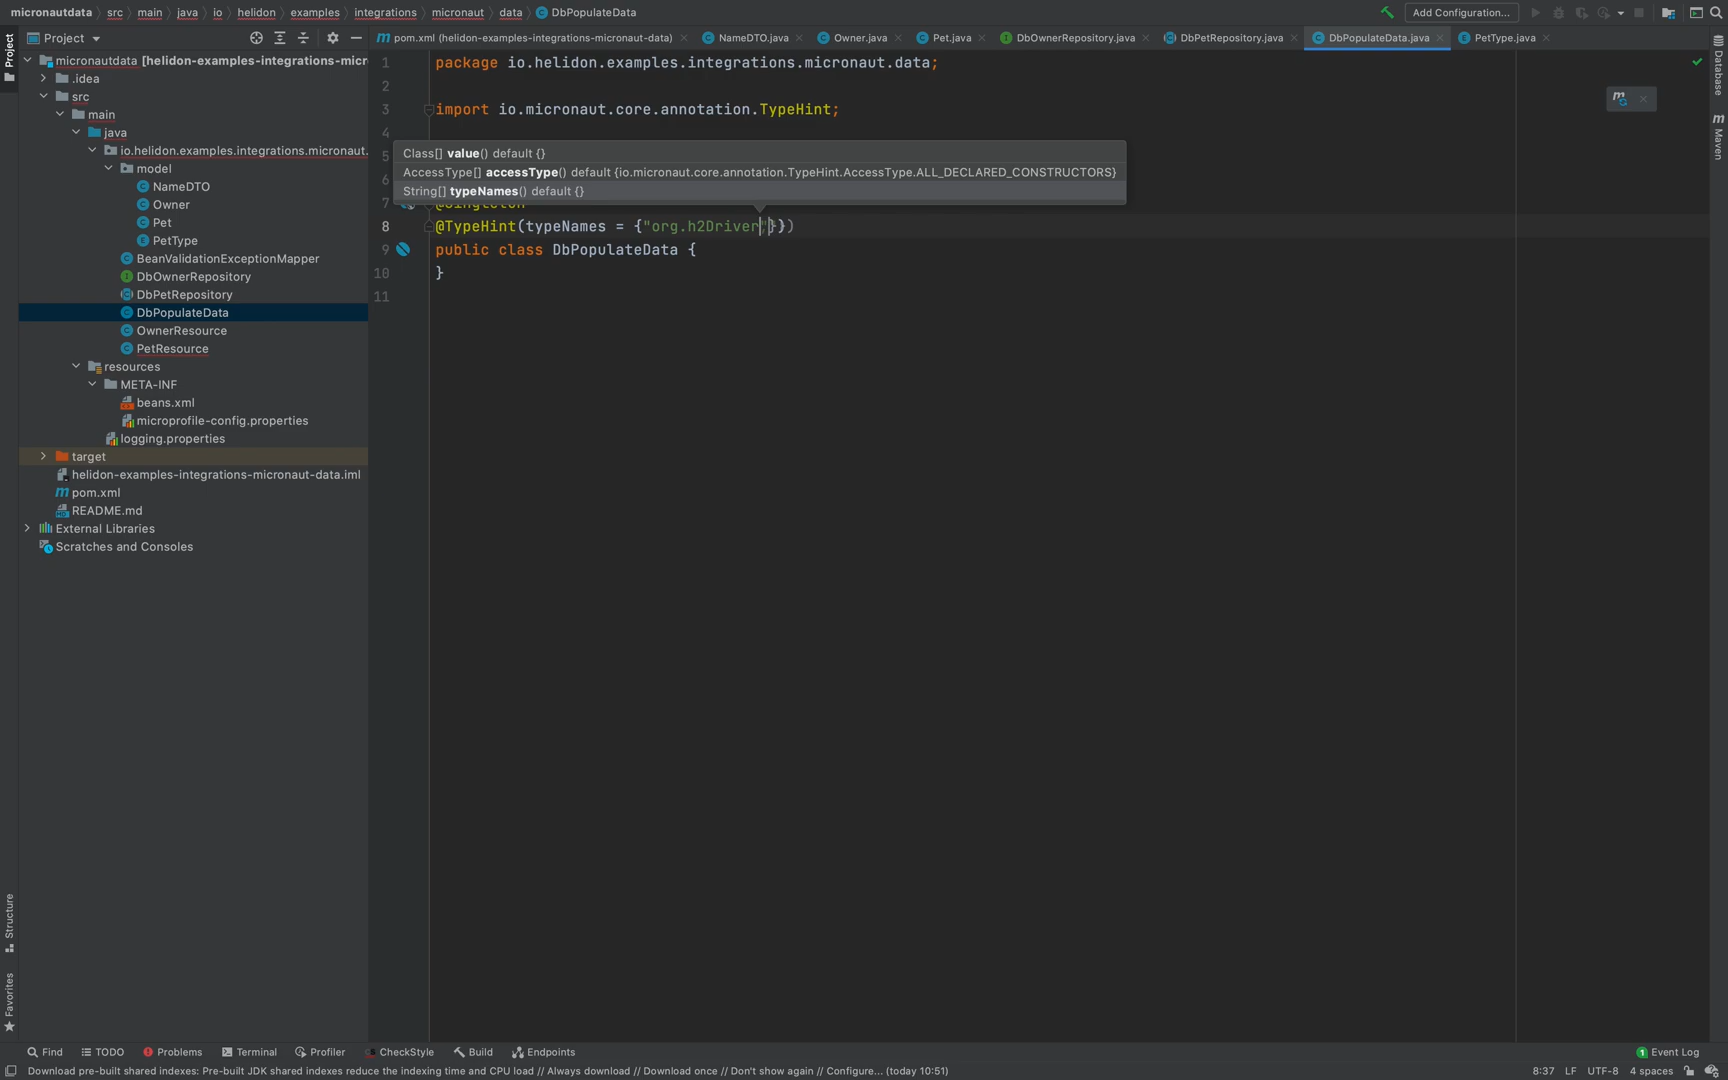 micronautdata src main java io helidon examples integrations micronaut data DbPopulateData
Add Configuration...
Project
pom.xml (helidon-examples-integrations-micronaut-data)
NameDTO.java
Owner.java
Pet.java
DbOwnerRepository.java
DbPetRepository.java
DbPopulateData.java
PetType.java
Project
micronautdata [helidon-examples-integrations-micr
.idea
src
main
java
io.helidon.examples.integrations.micronaut.
model
NameDTO
Owner
Pet
PetType
BeanValidationExceptionMapper
DbOwnerRepository
DbPetRepository
DbPopulateData
OwnerResource
PetResource
resources
META-INF
beans.xml
microprofile-config.properties
logging.properties
target
helidon-examples-integrations-micronaut-data.iml
pom.xml
README.md
External Libraries
Scratches and Consoles
1 package io.helidon.examples.integrations.micronaut.data;
2
3 import io.micronaut.core.annotation.TypeHint;
4
5
6
Class[] value() default {}
AccessType[] accessType() default {io.micronaut.core.annotation.TypeHint.AccessType.ALL_DECLARED_CONSTRUCTORS}
String[] typeNames() default {}
7 @Singleton
8 @TypeHint(typeNames = {"org.h2Driver"}})
9 public class DbPopulateData {
10 }
11
Database
Maven
Structure
Favorites
Find
TODO
Problems
Terminal
Profiler
CheckStyle
Build
Endpoints
1 Event Log
Download pre-built shared indexes: Pre-built JDK shared indexes reduce the indexing time and CPU load // Always download // Download once // Don't show again // Configure... (today 10:51)
8:37 LF UTF-8 4 spaces